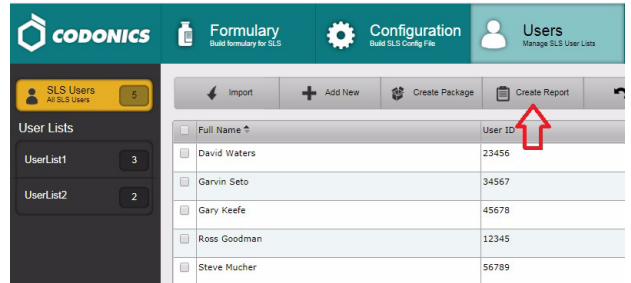 CODONICS
Formulary
Build formulary for SLS
Configuration
Build SLS Config File
Users
Manage SLS User Lists
SLS Users
All SLS Users
5
Import
Add New
Create Package
Create Report
User Lists
Full Name
User ID
UserList1
3
UserList2
2
David Waters
23456
Garvin Seto
34567
Gary Keefe
45678
Ross Goodman
12345
Steve Mucher
56789